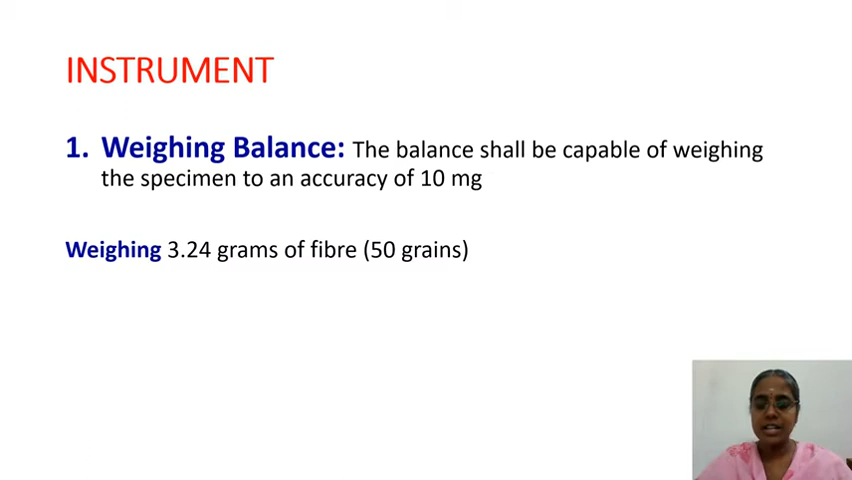 INSTRUMENT
1. Weighing Balance: The balance shall be capable of weighing
the specimen to an accuracy of 10 mg
Weighing 3.24 grams of fibre (50 grains)